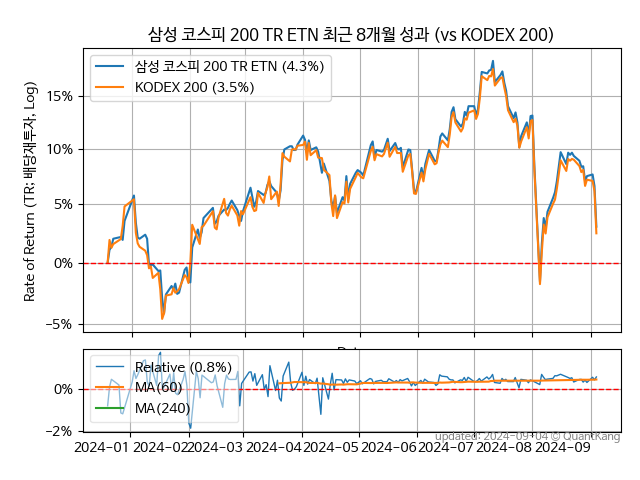 삼성 코스피 200 TR ETN 최근 8개월 성과 (vs KODEX 200)
삼성 코스피 200 TR ETN (4.3%)
KODEX 200 (3.5%)
15%
10%
5%
0%
−5%
Rate of Return (TR: 배당재투자, Log)
Relative (0.8%)
MA(60)
MA(240)
0%
−2%
updated: 2024-09-04 © QuantKang
2024-01
2024-02
2024-03
2024-04
2024-05
2024-06
2024-07
2024-08
2024-09